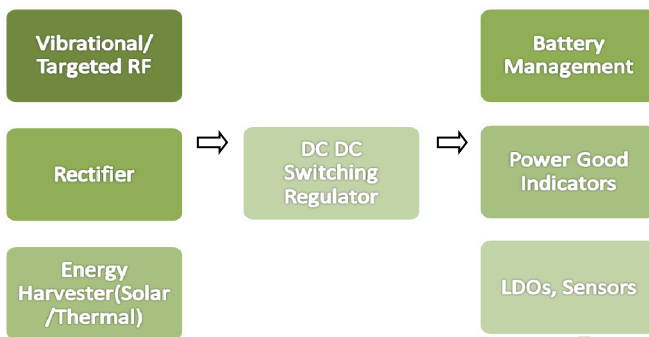 Vibrational/
Targeted RF
Rectifier
Energy
Harvester(Solar
/Thermal)
DC DC
Switching
Regulator
Battery
Management
Power Good
Indicators
LDOs, Sensors